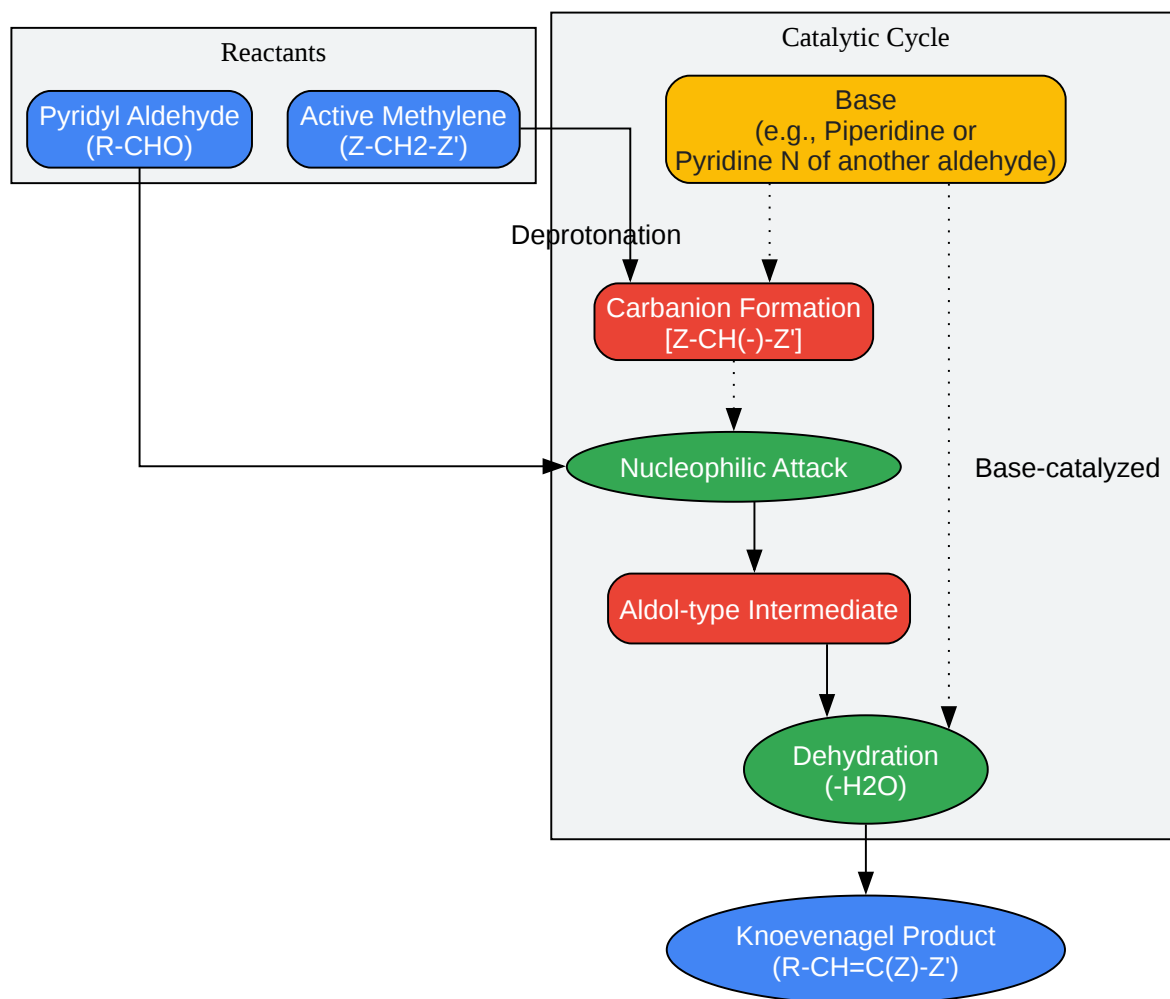 Reactants
Pyridyl Aldehyde
(R-CHO)
Active Methylene
(Z-CH2-Z')
Catalytic Cycle
Base
(e.g., Piperidine or
Pyridine N of another aldehyde)
Deprotonation
Carbanion Formation
[Z-CH(-)-Z']
Nucleophilic Attack
Base-catalyzed
Aldol-type Intermediate
Dehydration
(-H2O)
Knoevenagel Product
(R-CH=C(Z)-Z')